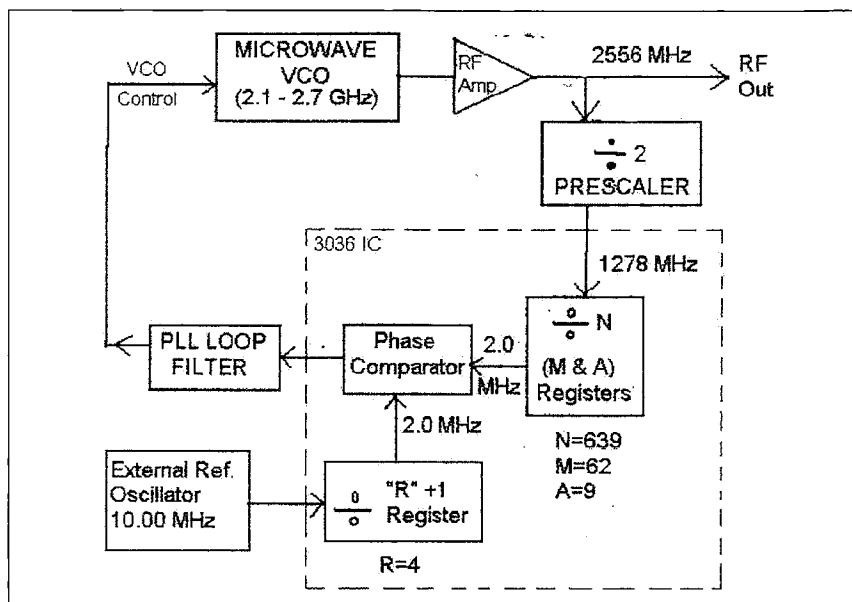 MICROWAVE
VCO
(2.1 - 2.7 GHz)
VCO
Control
RF
Amp
2556 MHz
RF
Out
÷ 2
PRESCALER
3036 IC
1278 MHz
÷ N
(M & A)
Registers
2.0
MHz
Phase
Comparator
PLL LOOP
FILTER
2.0 MHz
N=639
M=62
A=9
External Ref.
Oscillator
10.00 MHz
÷ "R" +1
Register
R=4